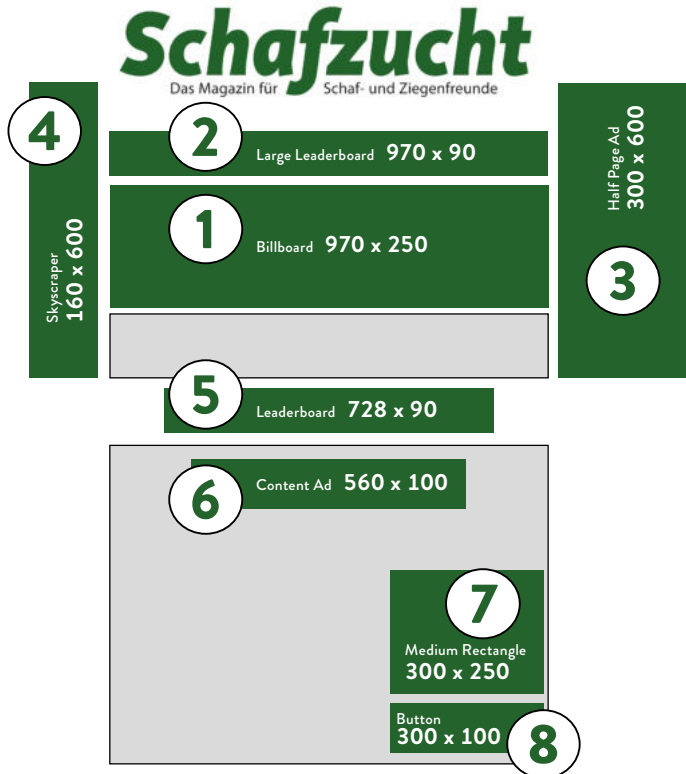 Schafzucht
Das Magazin für Schaf- und Ziegenfreunde
4
Skyscraper
160 x 600
2
Large Leaderboard 970 x 90
1
Billboard 970 x 250
Half Page Ad
300 x 600
3
5
Leaderboard 728 x 90
6
Content Ad 560 x 100
7
Medium Rectangle
300 x 250
Button
300 x 100
8